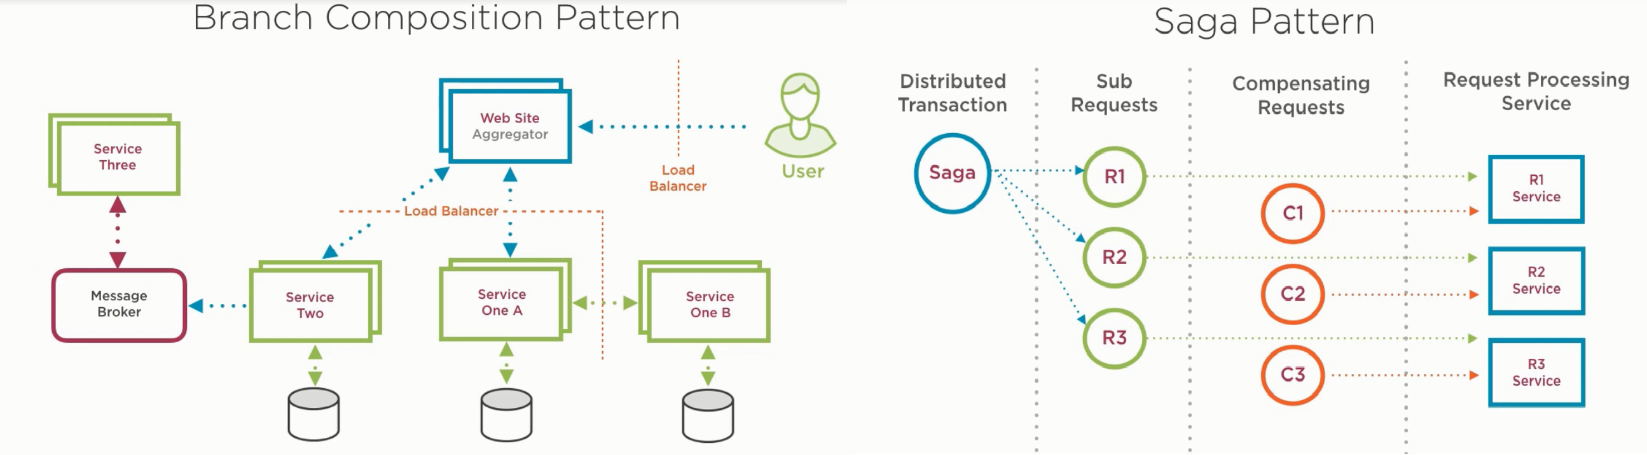 Branch Composition Pattern
Web Site
Aggregator
Service
Three
Load
Balancer
User
Load Balancer
Message
Broker
Service
Two
Service
One A
Service
One B
Saga Pattern
Distributed
Transaction
Sub
Requests
Compensating
Requests
Request Processing
Service
Saga
R1
R1
Service
C1
R2
R2
Service
C2
R3
R3
Service
C3